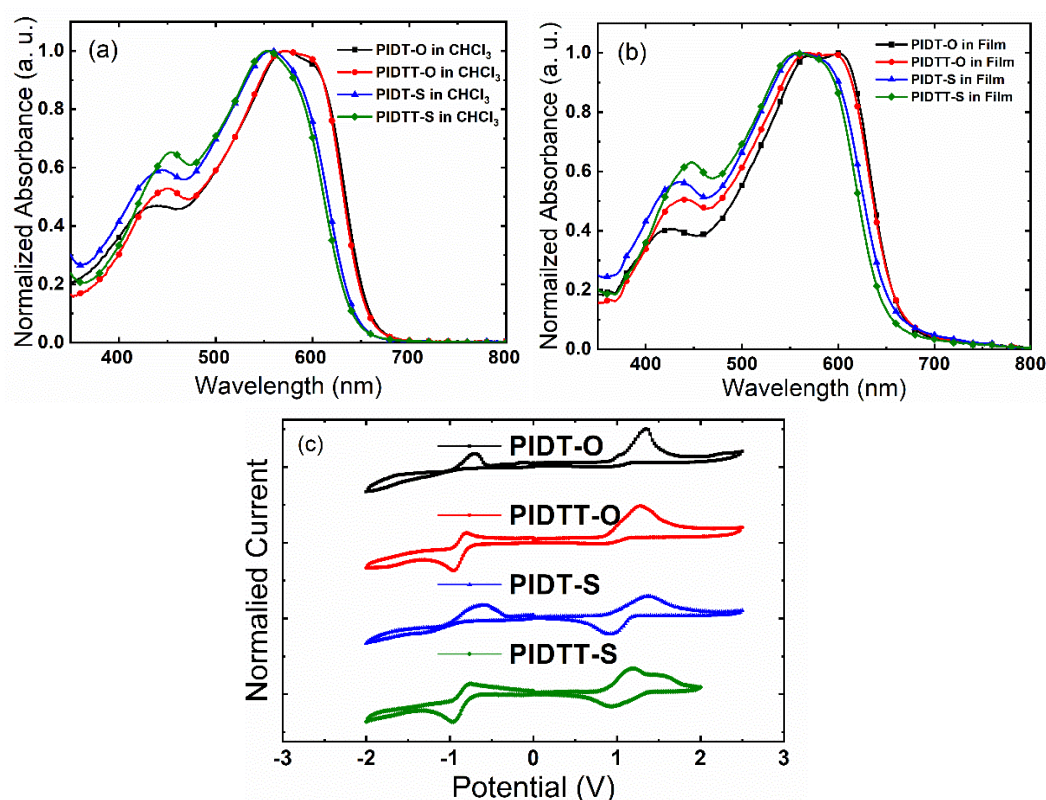 (a)
PIDT-O in CHCl3
PIDTT-O in CHCl3
PIDT-S in CHCl3
PIDTT-S in CHCl3
Normalized Absorbance (a. u.)
1.0
0.8
0.6
0.4
0.2
0.0
400 500 600 700 800
Wavelength (nm)
(b)
PIDT-O in Film
PIDTT-O in Film
PIDT-S in Film
PIDTT-S in Film
Normailzed Absorbance (a. u.)
1.0
0.8
0.6
0.4
0.2
0.0
400 500 600 700 800
Wavelength (nm)
(c)
PIDT-O
PIDTT-O
PIDT-S
PIDTT-S
Normalied Current
-3 -2 -1 0 1 2 3
Potential (V)